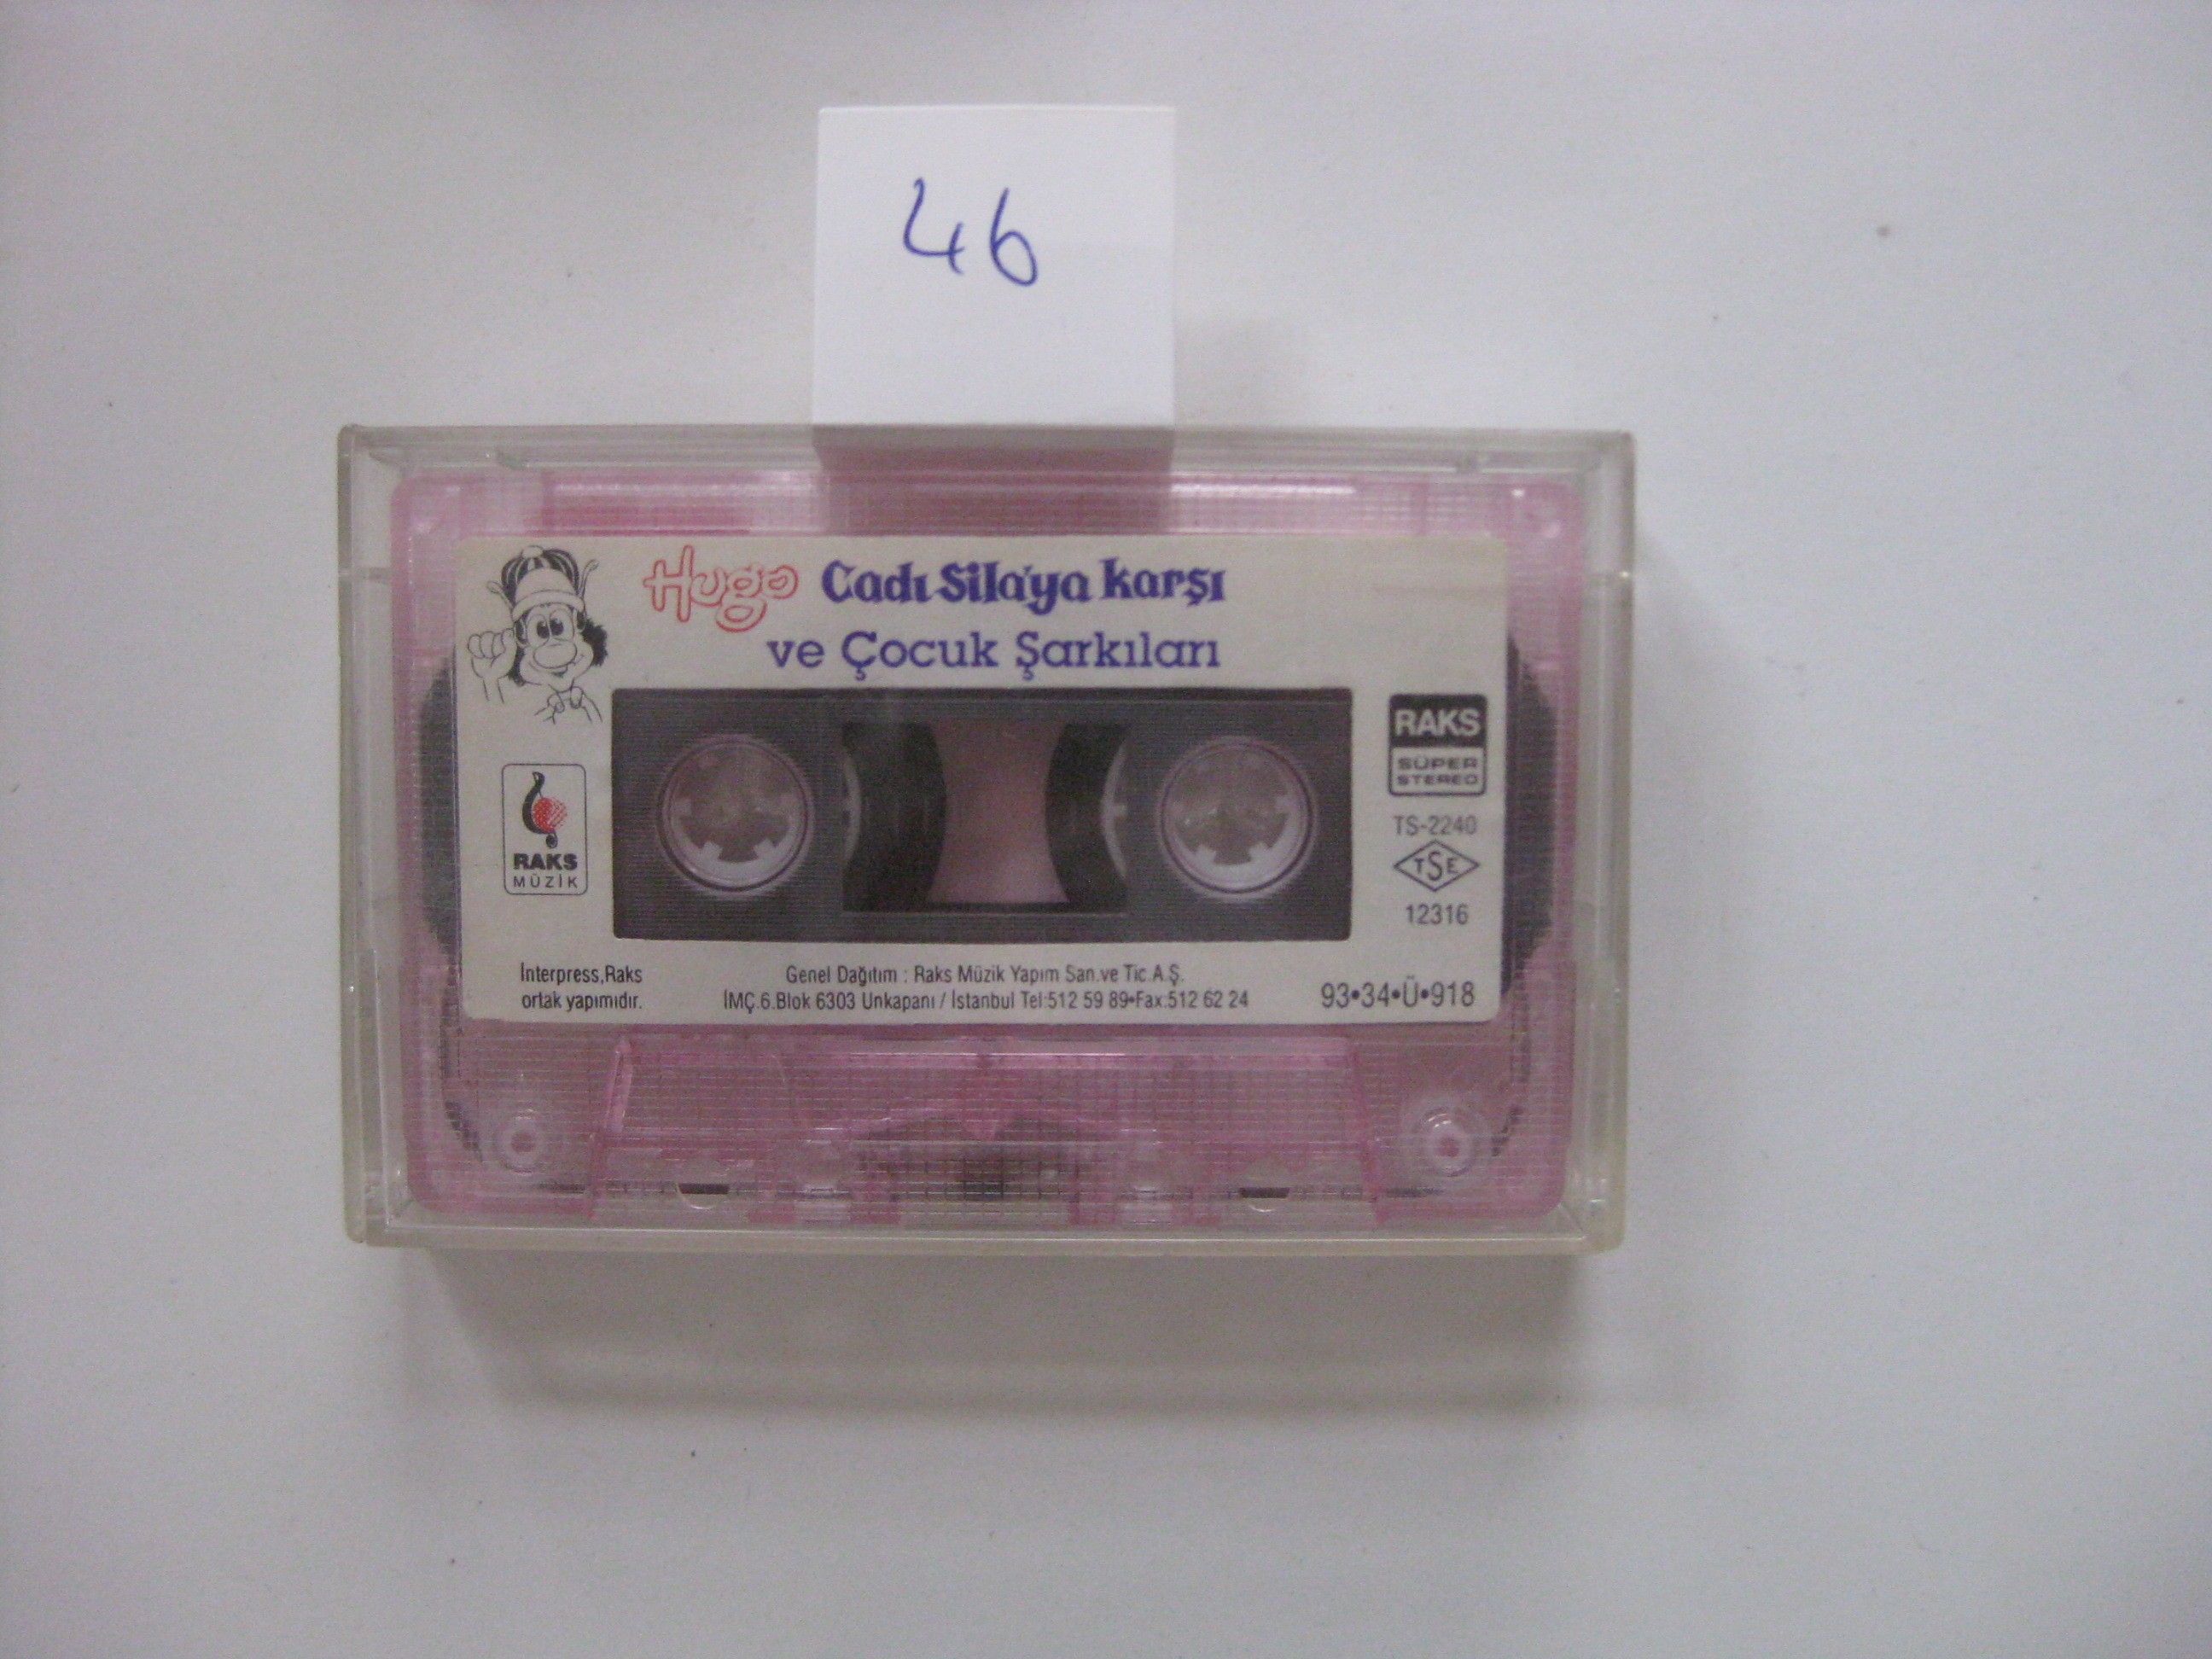 46
Hugo Cadı Sila'ya karşı
ve Çocuk Şarkıları
RAKS
SÜPER
STEREO
TS-2240
TSE
12316
RAKS
MÜZİK
İnterpress,Raks
ortak yapımıdır.
Genel Dağıtım : Raks Müzik Yapım San.ve Tic.A.Ş.
İMÇ.6.Blok 6303 Unkapanı / İstanbul Tel:512 59 89•Fax:512 62 24
93•34•Ü•918